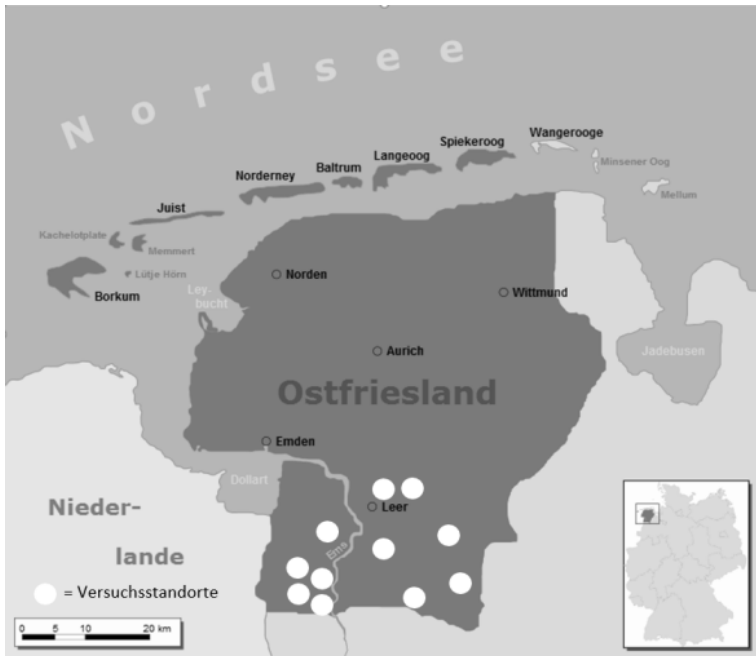 Nordsee
Wangerooge
Spiekeroog
Minsener Oog
Langeoog
Baltrum
Mellum
Norderney
Juist
Kachelotplate
Memmert
Lütje Hörn
Borkum
Norden
Ley-
bucht
Wittmund
Aurich
Jadebusen
Ostfriesland
Emden
Dollart
Leer
Nieder-
lande
Ems
= Versuchsstandorte
0 5 10 20 km